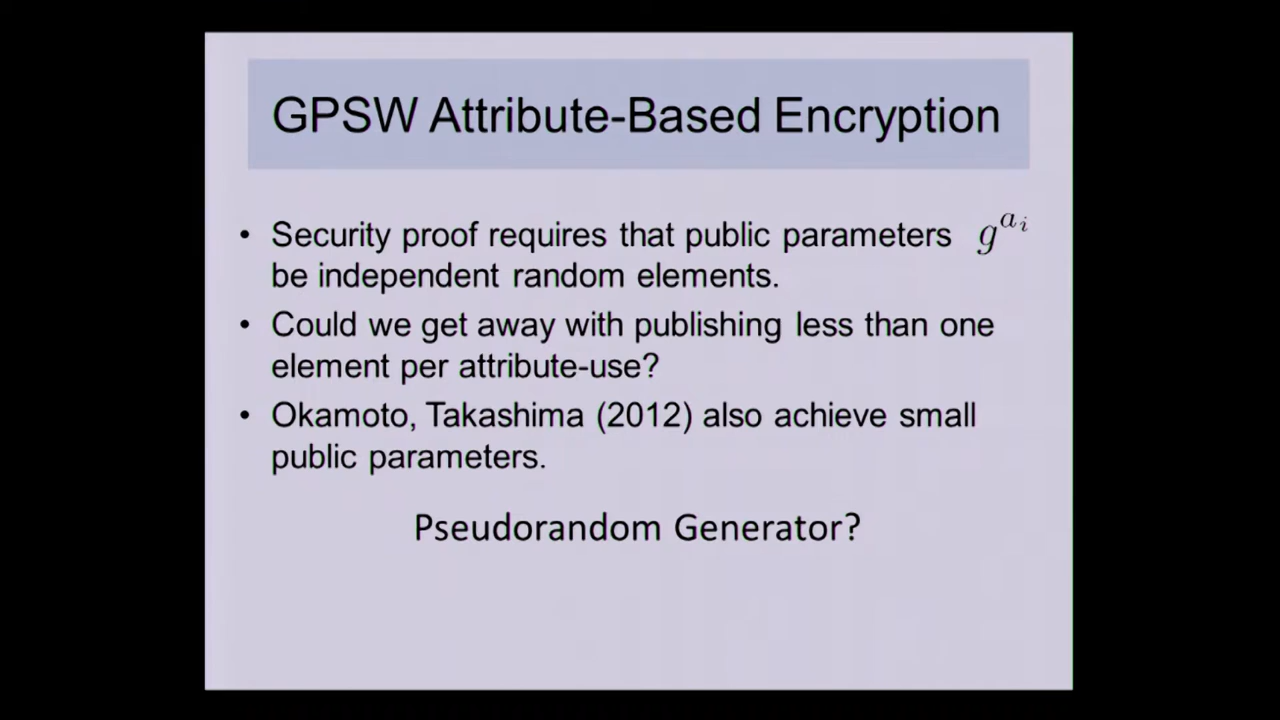 GPSW Attribute-Based Encryption
• Security proof requires that public parameters $g^{a_i}$
be independent random elements.
• Could we get away with publishing less than one
element per attribute-use?
• Okamoto, Takashima (2012) also achieve small
public parameters.
Pseudorandom Generator?